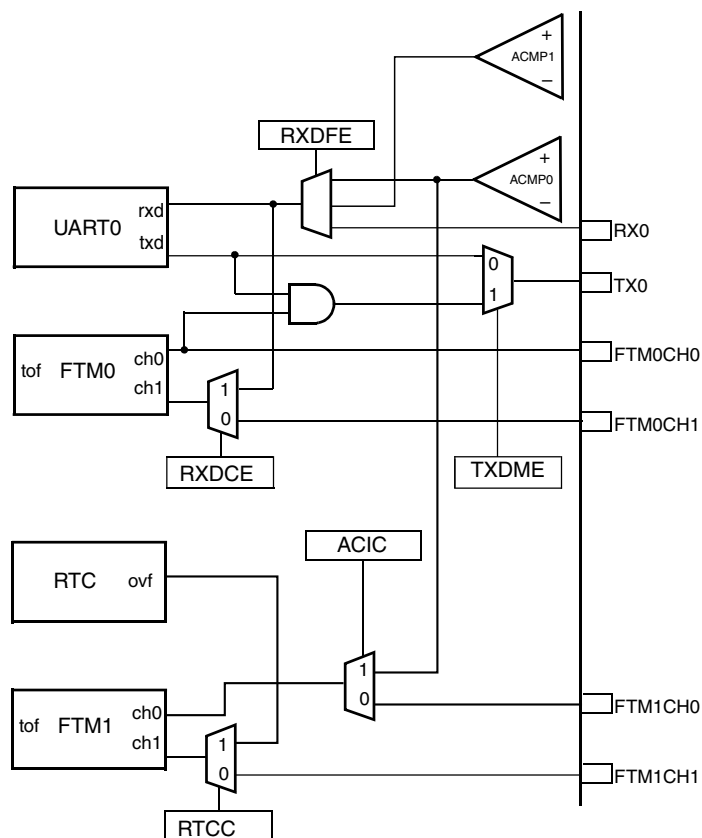 +
ACMP1
−
RXDFE
+
ACMP0
−
UART0
rxd
txd
RX0
0
1
TX0
tof FTM0
ch0
ch1
FTM0CH0
1
0
FTM0CH1
RXDCE
TXDME
ACIC
RTC ovf
1
0
FTM1CH0
tof FTM1
ch0
ch1
1
0
FTM1CH1
RTCC